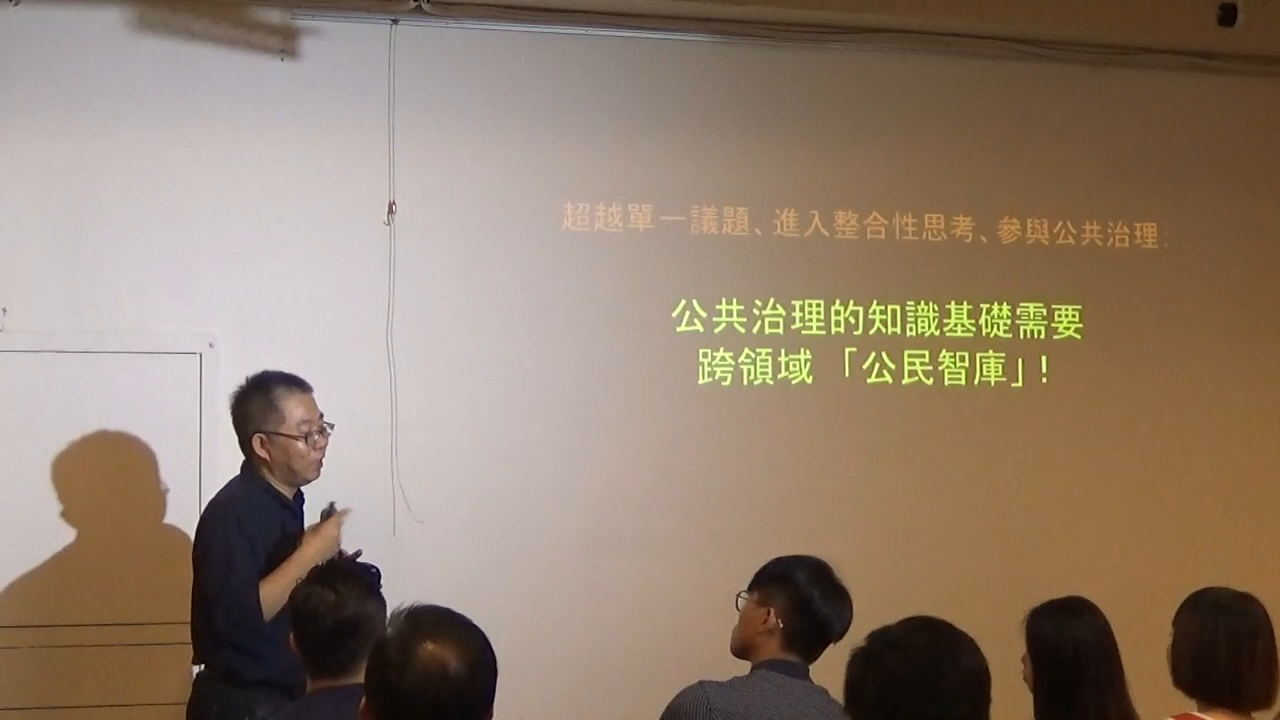 超越單一議題、進入整合性思考、參與公共治理:
公共治理的知識基礎需要
跨領域 「公民智庫」!